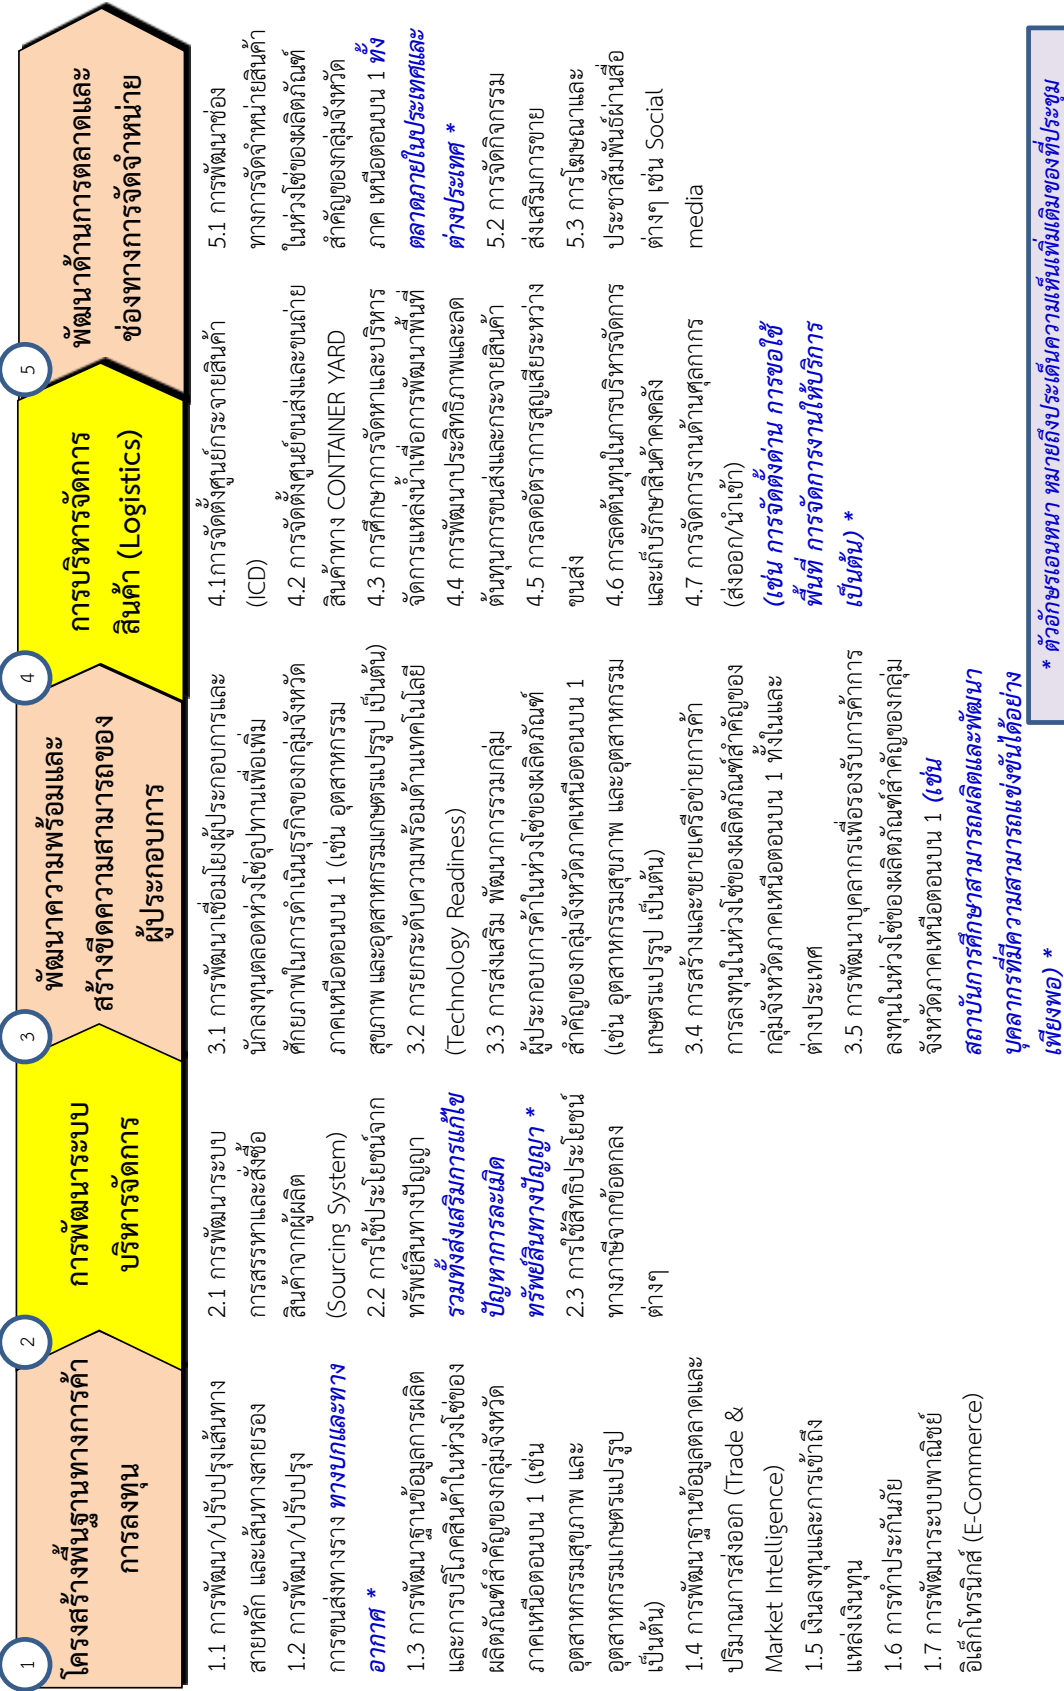 1
โครงสร้างพื้นฐานทางการค้า
การลงทุน
1.1 การพัฒนา/ปรับปรุงเส้นทาง
สายหลัก และเส้นทางสายรอง
1.2 การพัฒนา/ปรับปรุง
การขนส่งทางราง ทางบกและทาง
อากาศ *
1.3 การพัฒนาฐานข้อมูลการผลิต
และการบริโภคสินค้าในห่วงโซ่ของ
ผลิตภัณฑ์สำคัญของกลุ่มจังหวัด
ภาคเหนือตอนบน 1 (เช่น
อุตสาหกรรมสุขภาพ และ
อุตสาหกรรมเกษตรแปรรูป
เป็นต้น)
1.4 การพัฒนาฐานข้อมูลตลาดและ
ปริมาณการส่งออก (Trade &
Market Intelligence)
1.5 เงินลงทุนและการเข้าถึง
แหล่งเงินทุน
1.6 การทำประกันภัย
1.7 การพัฒนาระบบพาณิชย์
อิเล็กโทรนิกส์ (E-Commerce)
2
การพัฒนาระบบ
บริหารจัดการ
2.1 การพัฒนาระบบ
การสรรหาและสั่งซื้อ
สินค้าจากผู้ผลิต
(Sourcing System)
2.2 การใช้ประโยชน์จาก
ทรัพย์สินทางปัญญา
รวมทั้งส่งเสริมการแก้ไข
ปัญหาการละเมิด
ทรัพย์สินทางปัญญา *
2.3 การใช้สิทธิประโยชน์
ทางภาษีจากข้อตกลง
ต่างๆ
3
พัฒนาความพร้อมและ
สร้างขีดความสามารถของ
ผู้ประกอบการ
3.1 การพัฒนาเชื่อมโยงผู้ประกอบการและ
นักลงทุนตลอดห่วงโซ่อุปทานเพื่อเพิ่ม
ศักยภาพในการดำเนินธุรกิจของกลุ่มจังหวัด
ภาคเหนือตอนบน 1 (เช่น อุตสาหกรรม
สุขภาพ และอุตสาหกรรมเกษตรแปรรูป เป็นต้น)
3.2 การยกระดับความพร้อมด้านเทคโนโลยี
(Technology Readiness)
3.3 การส่งเสริม พัฒนาการรวมกลุ่ม
ผู้ประกอบการค้าในห่วงโซ่ของผลิตภัณฑ์
สำคัญของกลุ่มจังหวัดภาคเหนือตอนบน 1
(เช่น อุตสาหกรรมสุขภาพ และอุตสาหกรรม
เกษตรแปรรูป เป็นต้น)
3.4 การสร้างและขยายเครือข่ายการค้า
การลงทุนในห่วงโซ่ของผลิตภัณฑ์สำคัญของ
กลุ่มจังหวัดภาคเหนือตอนบน 1 ทั้งในและ
ต่างประเทศ
3.5 การพัฒนาบุคลากรเพื่อรองรับการค้าการ
ลงทุนในห่วงโซ่ของผลิตภัณฑ์สำคัญของกลุ่ม
จังหวัดภาคเหนือตอนบน 1 (เช่น
สถาบันการศึกษาสามารถผลิตและพัฒนา
บุคลากรที่มีความสามารถแข่งขันได้อย่าง
เพียงพอ) *
4
การบริหารจัดการ
สินค้า (Logistics)
4.1การจัดตั้งศูนย์กระจายสินค้า
(ICD)
4.2 การจัดตั้งศูนย์ขนส่งและขนถ่าย
สินค้าทาง CONTAINER YARD
4.3 การศึกษาการจัดหาและบริหาร
จัดการแหล่งน้ำเพื่อการพัฒนาพื้นที่
4.4 การพัฒนาประสิทธิภาพและลด
ต้นทุนการขนส่งและกระจายสินค้า
4.5 การลดอัตราการสูญเสียระหว่าง
ขนส่ง
4.6 การลดต้นทุนในการบริหารจัดการ
และเก็บรักษาสินค้าคงคลัง
4.7 การจัดการงานด้านศุลกากร
(ส่งออก/นำเข้า)
(เช่น การจัดตั้งด่าน การขอใช้
พื้นที่ การจัดการงานให้บริการ
เป็นต้น) *
5
พัฒนาด้านการตลาดและ
ช่องทางการจัดจำหน่าย
5.1 การพัฒนาช่อง
ทางการจัดจำหน่ายสินค้า
ในห่วงโซ่ของผลิตภัณฑ์
สำคัญของกลุ่มจังหวัด
ภาค เหนือตอนบน 1 ทั้ง
ตลาดภายในประเทศและ
ต่างประเทศ *
5.2 การจัดกิจกรรม
ส่งเสริมการขาย
5.3 การโฆษณาและ
ประชาสัมพันธ์ผ่านสื่อ
ต่างๆ เช่น Social
media
* ตัวอักษรเอนหนา หมายถึงประเด็นความเห็นเพิ่มเติมของที่ประชุม